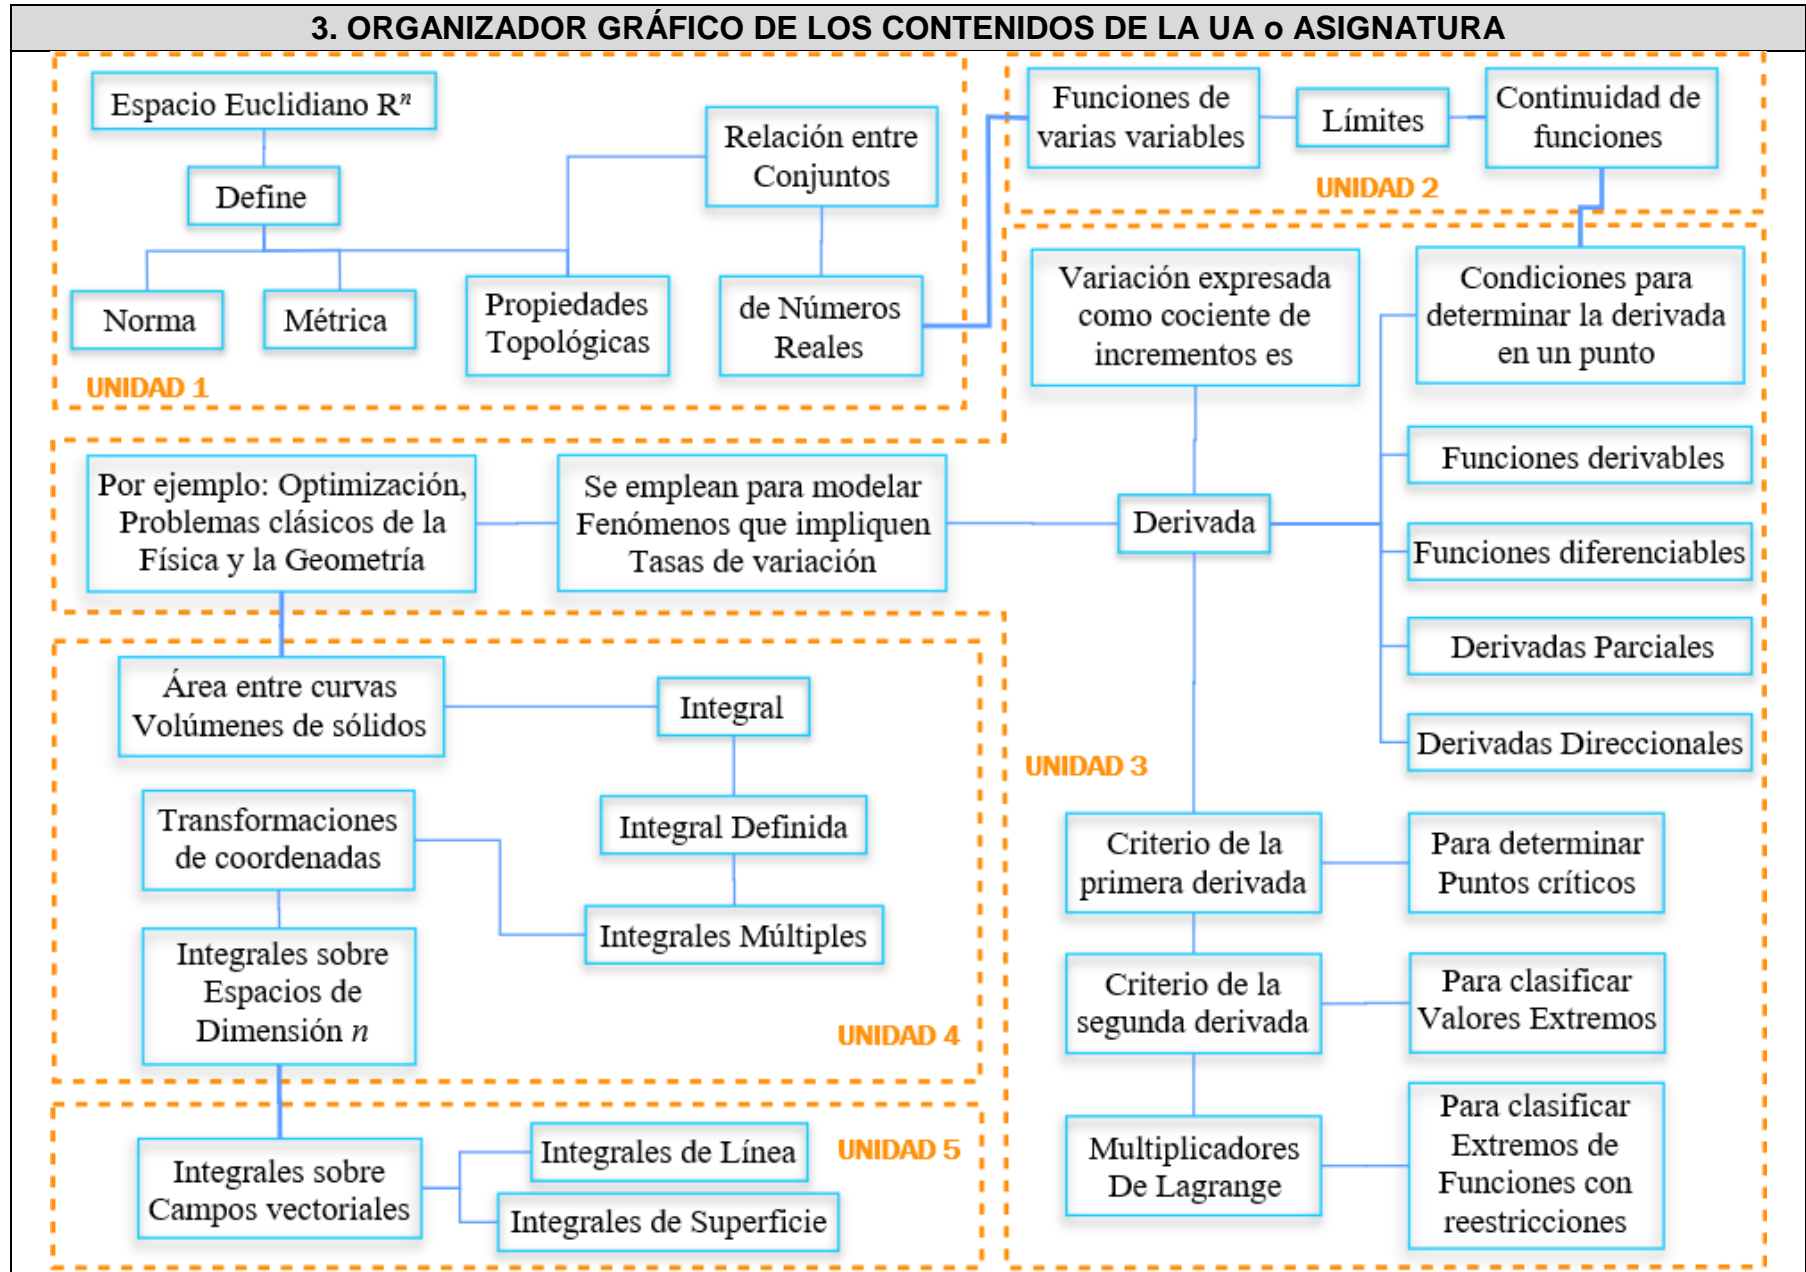 3. ORGANIZADOR GRÁFICO DE LOS CONTENIDOS DE LA UA o ASIGNATURA
Espacio Euclidiano Rⁿ
Define
Norma
Métrica
Propiedades
Topológicas
Relación entre
Conjuntos
de Números
Reales
UNIDAD 1
Funciones de
varias variables
Límites
Continuidad de
funciones
UNIDAD 2
Variación expresada
como cociente de
incrementos es
Condiciones para
determinar la derivada
en un punto
Funciones derivables
Funciones diferenciables
Derivadas Parciales
Derivadas Direccionales
Derivada
Se emplean para modelar
Fenómenos que impliquen
Tasas de variación
Por ejemplo: Optimización,
Problemas clásicos de la
Física y la Geometría
UNIDAD 3
Criterio de la
primera derivada
Para determinar
Puntos críticos
Criterio de la
segunda derivada
Para clasificar
Valores Extremos
Multiplicadores
De Lagrange
Para clasificar
Extremos de
Funciones con
reestricciones
Área entre curvas
Volúmenes de sólidos
Integral
Integral Definida
Integrales Múltiples
Transformaciones
de coordenadas
Integrales sobre
Espacios de
Dimensión n
UNIDAD 4
Integrales sobre
Campos vectoriales
Integrales de Línea
Integrales de Superficie
UNIDAD 5